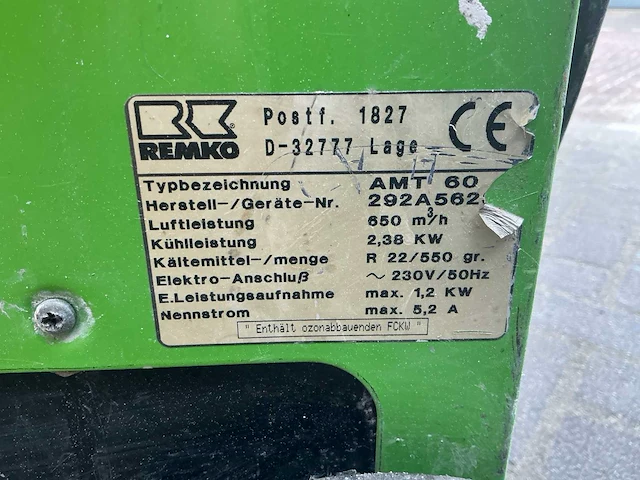 REMKO
Postf. 1827
D-32777 Lage
CE
Typbezeichnung AMT 60
Herstell-/Geräte-Nr. 292A562
Luftleistung 650 m³/h
Kühlleistung 2,38 KW
Kältemittel-/menge R 22/550 gr.
Elektro-Anschluß ~ 230V/50Hz
E.Leistungsaufnahme max. 1,2 KW
Nennstrom max. 5,2 A
" Enthält ozonabbauenden FCKW "